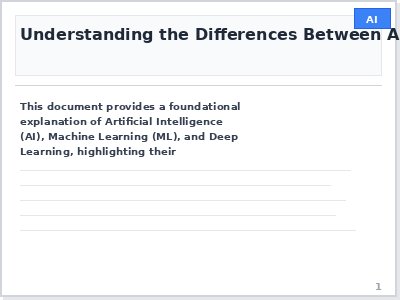 AI
Understanding the Differences Between A
This document provides a foundational
explanation of Artificial Intelligence
(AI), Machine Learning (ML), and Deep
Learning, highlighting their
1